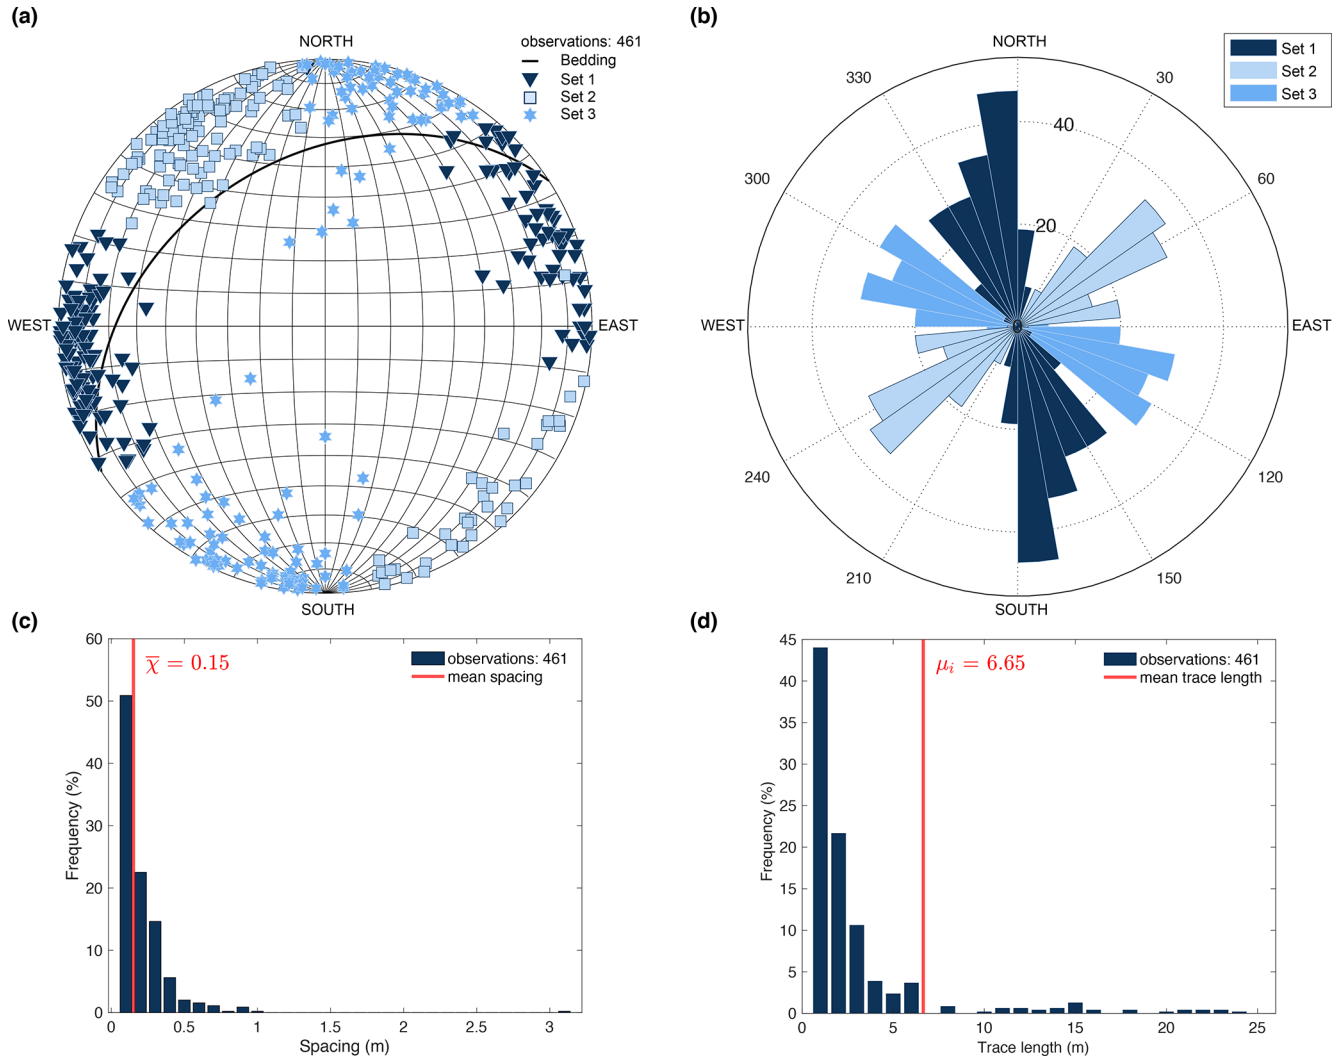 (a)
NORTH
observations: 461
Bedding
Set 1
Set 2
Set 3
WEST
EAST
SOUTH
(b)
NORTH
Set 1
Set 2
Set 3
330
30
40
300
60
20
0
WEST
EAST
240
120
210
150
SOUTH
(c)
60
50
40
30
20
10
0
Frequency (%)
χ̅ = 0.15
observations: 461
mean spacing
0
0.5
1
1.5
2
2.5
3
Spacing (m)
(d)
45
40
35
30
25
20
15
10
5
0
Frequency (%)
μᵢ = 6.65
observations: 461
mean trace length
0
5
10
15
20
25
Trace length (m)